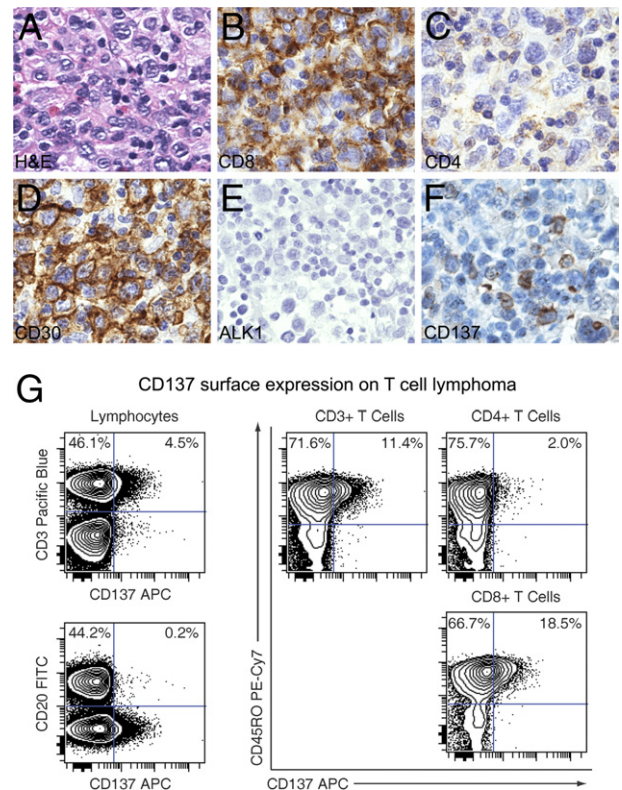 A
H&E
B
CD8
C
CD4
D
CD30
E
ALK1
F
CD137
G
CD137 surface expression on T cell lymphoma
Lymphocytes
46.1% 4.5%
CD3 Pacific Blue
CD137 APC
44.2% 0.2%
CD20 FITC
CD137 APC
CD3+ T Cells
71.6% 11.4%
CD4+ T Cells
75.7% 2.0%
CD8+ T Cells
66.7% 18.5%
CD45RO PE-Cy7
CD137 APC